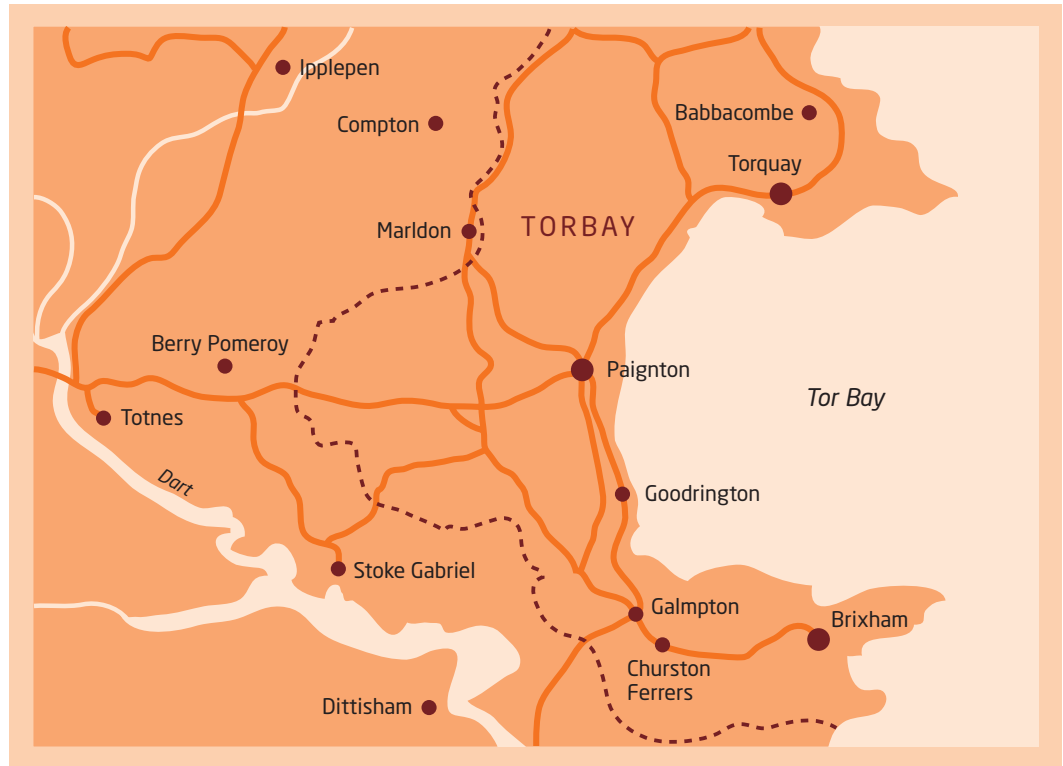 Ipplepen
Compton
Babbacombe
Torquay
Marldon
TORBAY
Berry Pomeroy
Paignton
Tor Bay
Totnes
Dart
Goodrington
Stoke Gabriel
Galmpton
Brixham
Churston
Ferrers
Dittisham